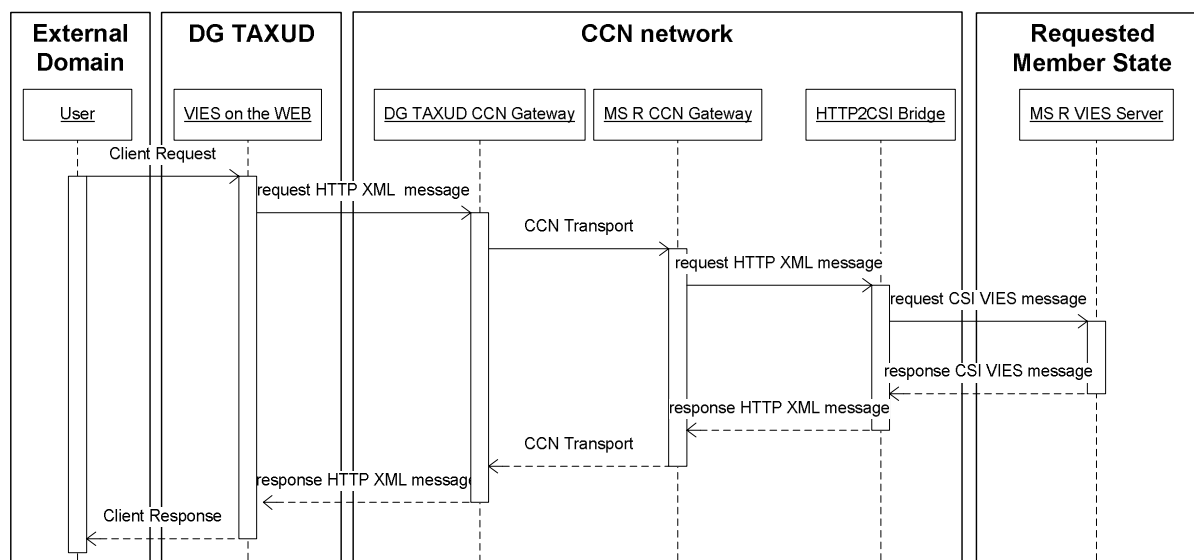 External
Domain
DG TAXUD
CCN network
Requested
Member State
User
VIES on the WEB
DG TAXUD CCN Gateway
MS R CCN Gateway
HTTP2CSI Bridge
MS R VIES Server
Client Request
request HTTP XML message
CCN Transport
request HTTP XML message
request CSI VIES message
response CSI VIES message
response HTTP XML message
CCN Transport
response HTTP XML message
Client Response